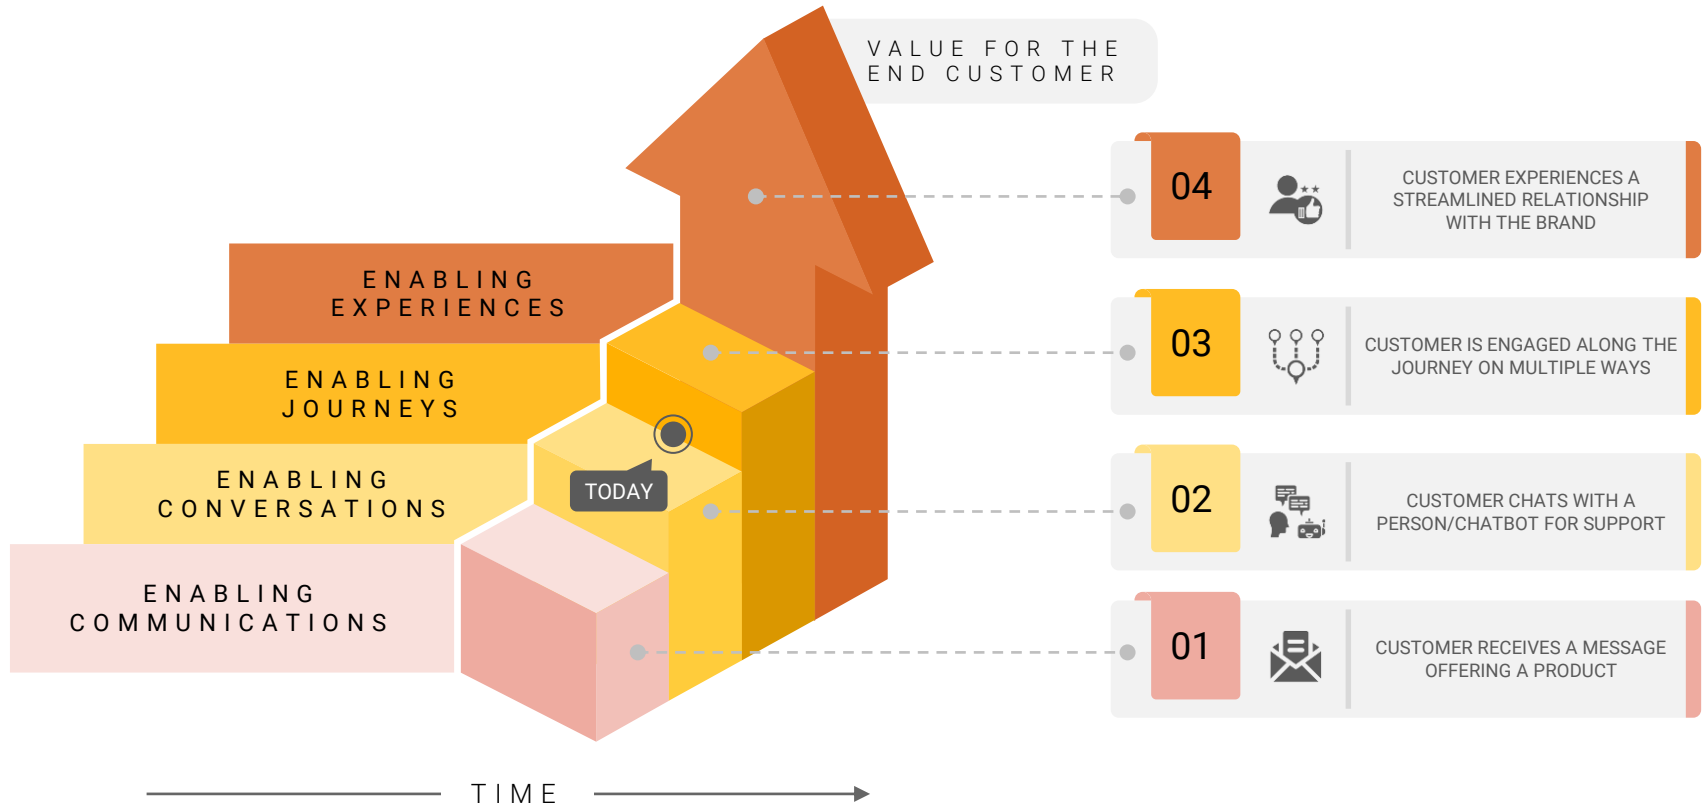 VALUE FOR THE
END CUSTOMER
04
CUSTOMER EXPERIENCES A
STREAMLINED RELATIONSHIP
WITH THE BRAND
ENABLING
EXPERIENCES
03
CUSTOMER IS ENGAGED ALONG THE
JOURNEY ON MULTIPLE WAYS
ENABLING
JOURNEYS
TODAY
02
CUSTOMER CHATS WITH A
PERSON/CHATBOT FOR SUPPORT
ENABLING
CONVERSATIONS
01
CUSTOMER RECEIVES A MESSAGE
OFFERING A PRODUCT
ENABLING
COMMUNICATIONS
TIME